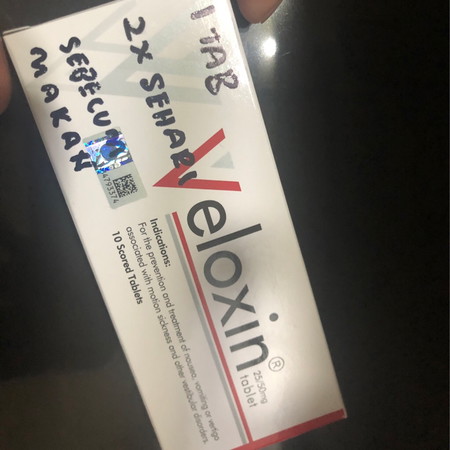 1 TAB
2X SEHARI
SEBELUM
MAKAN
4793374
Veloxin®
25/50mg
tablet
Indications:
For the prevention and treatment of nausea, vomiting or vertigo
associated with motion sickness and other vestibular disorders
10 Scored Tablets